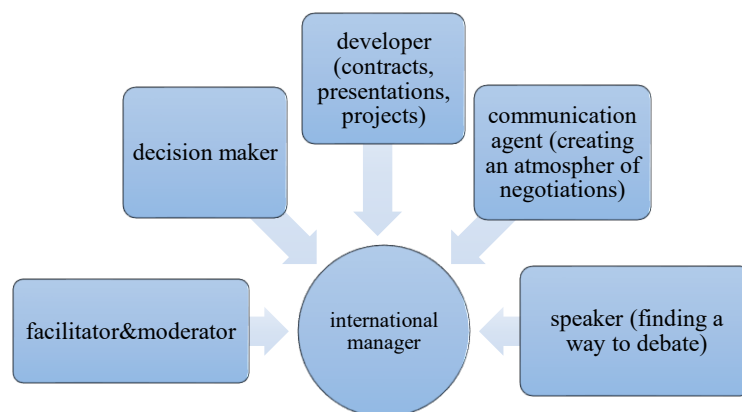 developer
(contracts,
presentations,
projects)
decision maker
communication
agent (creating
an atmospher of
negotiations)
facilitator&moderator
international
manager
speaker (finding a
way to debate)